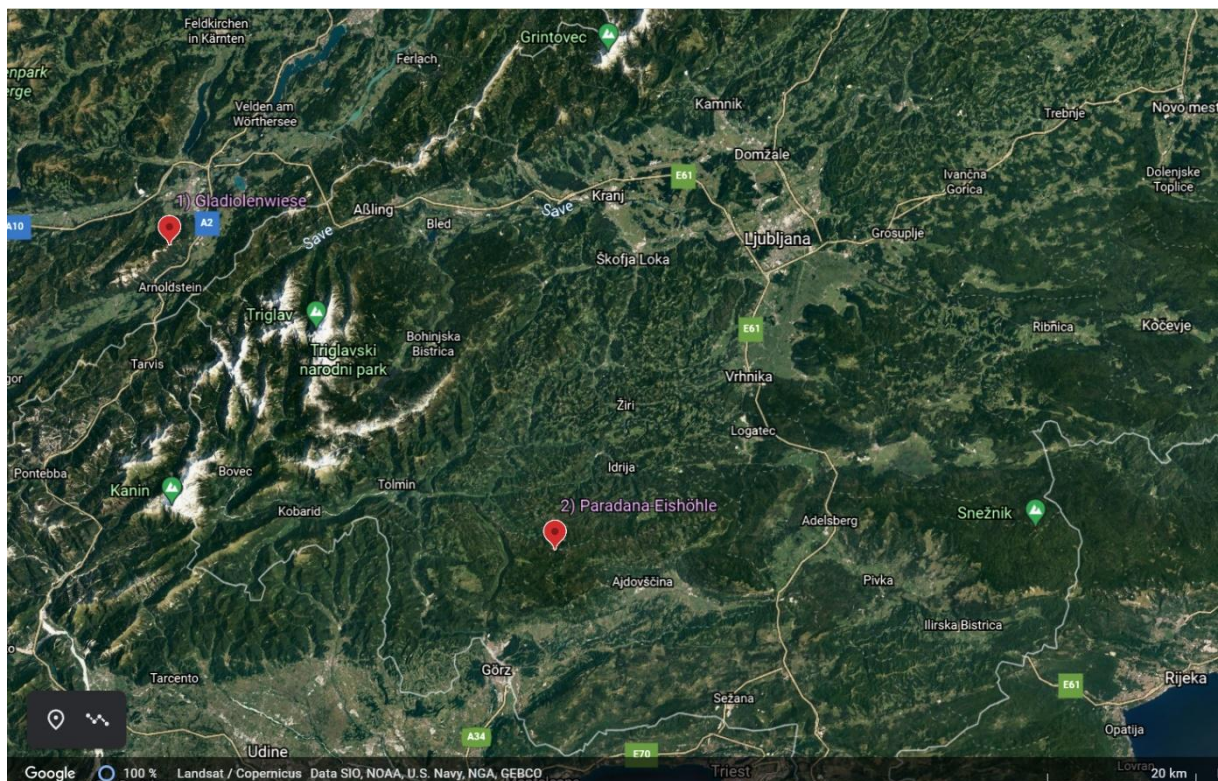 Feldkirchen
in Kärnten
Grintovec
Ferlach
enpark
erge
Kamnik
Trebnje
Novo mest
Velden am
Wörthersee
Domžale
Dolenjske
Toplice
Ivančna
Gorica
E61
Kranj
1) Gladiolenwiese
Aßling
Save
A10
A2
Save
Bled
Ljubljana
Grosuplje
Škofja Loka
Arnoldstein
Triglav
Bohinjska
Bistrica
E61
Ribnica
Kočevje
Triglavski
narodni park
Tarvis
gor
Vrhnika
Žiri
Logatec
Pontebba
Bovec
Idrija
Kanin
Tolmin
Kobarid
2) Paradana Eishöhle
Adelsberg
Snežnik
Ajdovščina
Pivka
Ilirska Bistrica
Görz
Tarcento
Sežana
E61
Rijeka
Opatija
A34
Udine
E70
Triest
Lovran
Google
100 %
Landsat / Copernicus Data SIO, NOAA, U.S. Navy, NGA, GEBCO
20 km